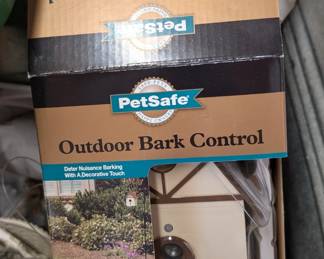 PetSafe
PetSafe®
Outdoor Bark Control
Deter Nuisance Barking
With A Decorative Touch